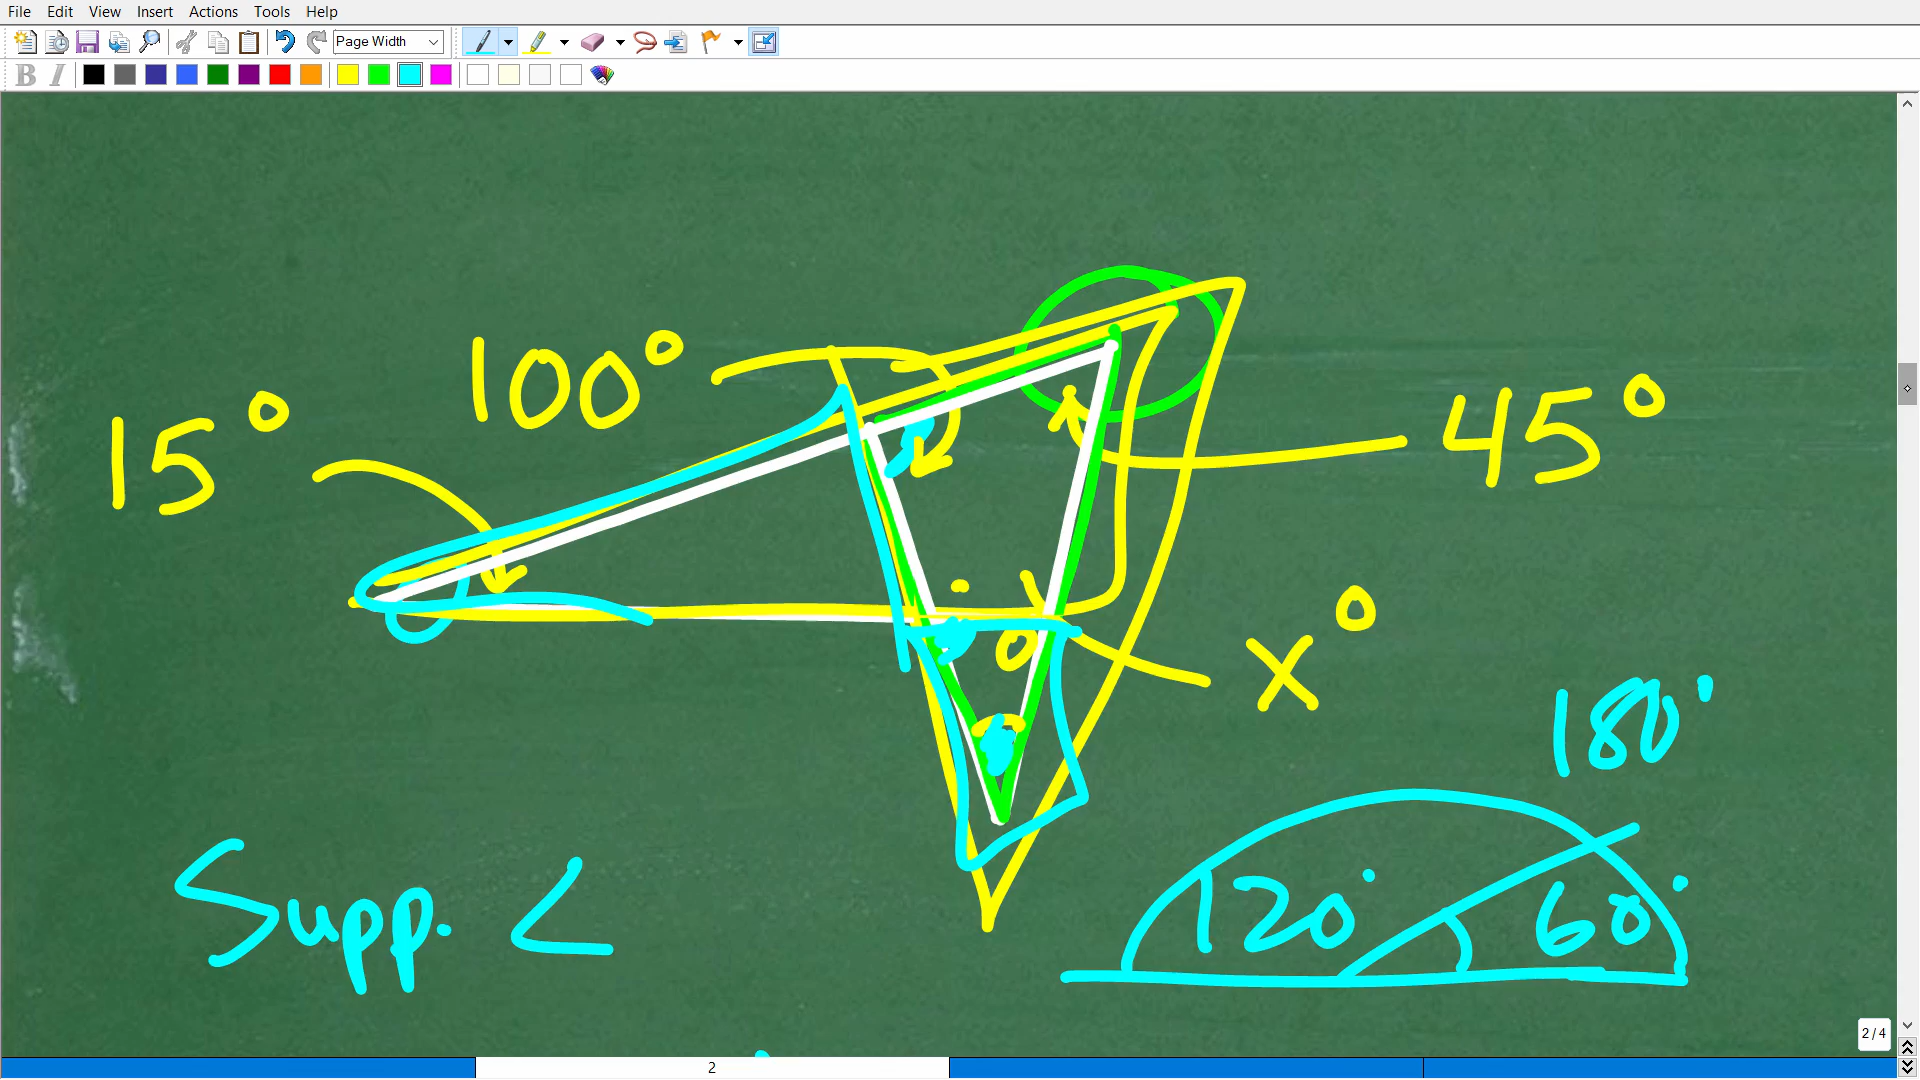 File Edit View Insert Actions Tools Help
Page Width
B I
15° 100° 45°
x°
180°
Supp. <
120° 60°
2 / 4
2